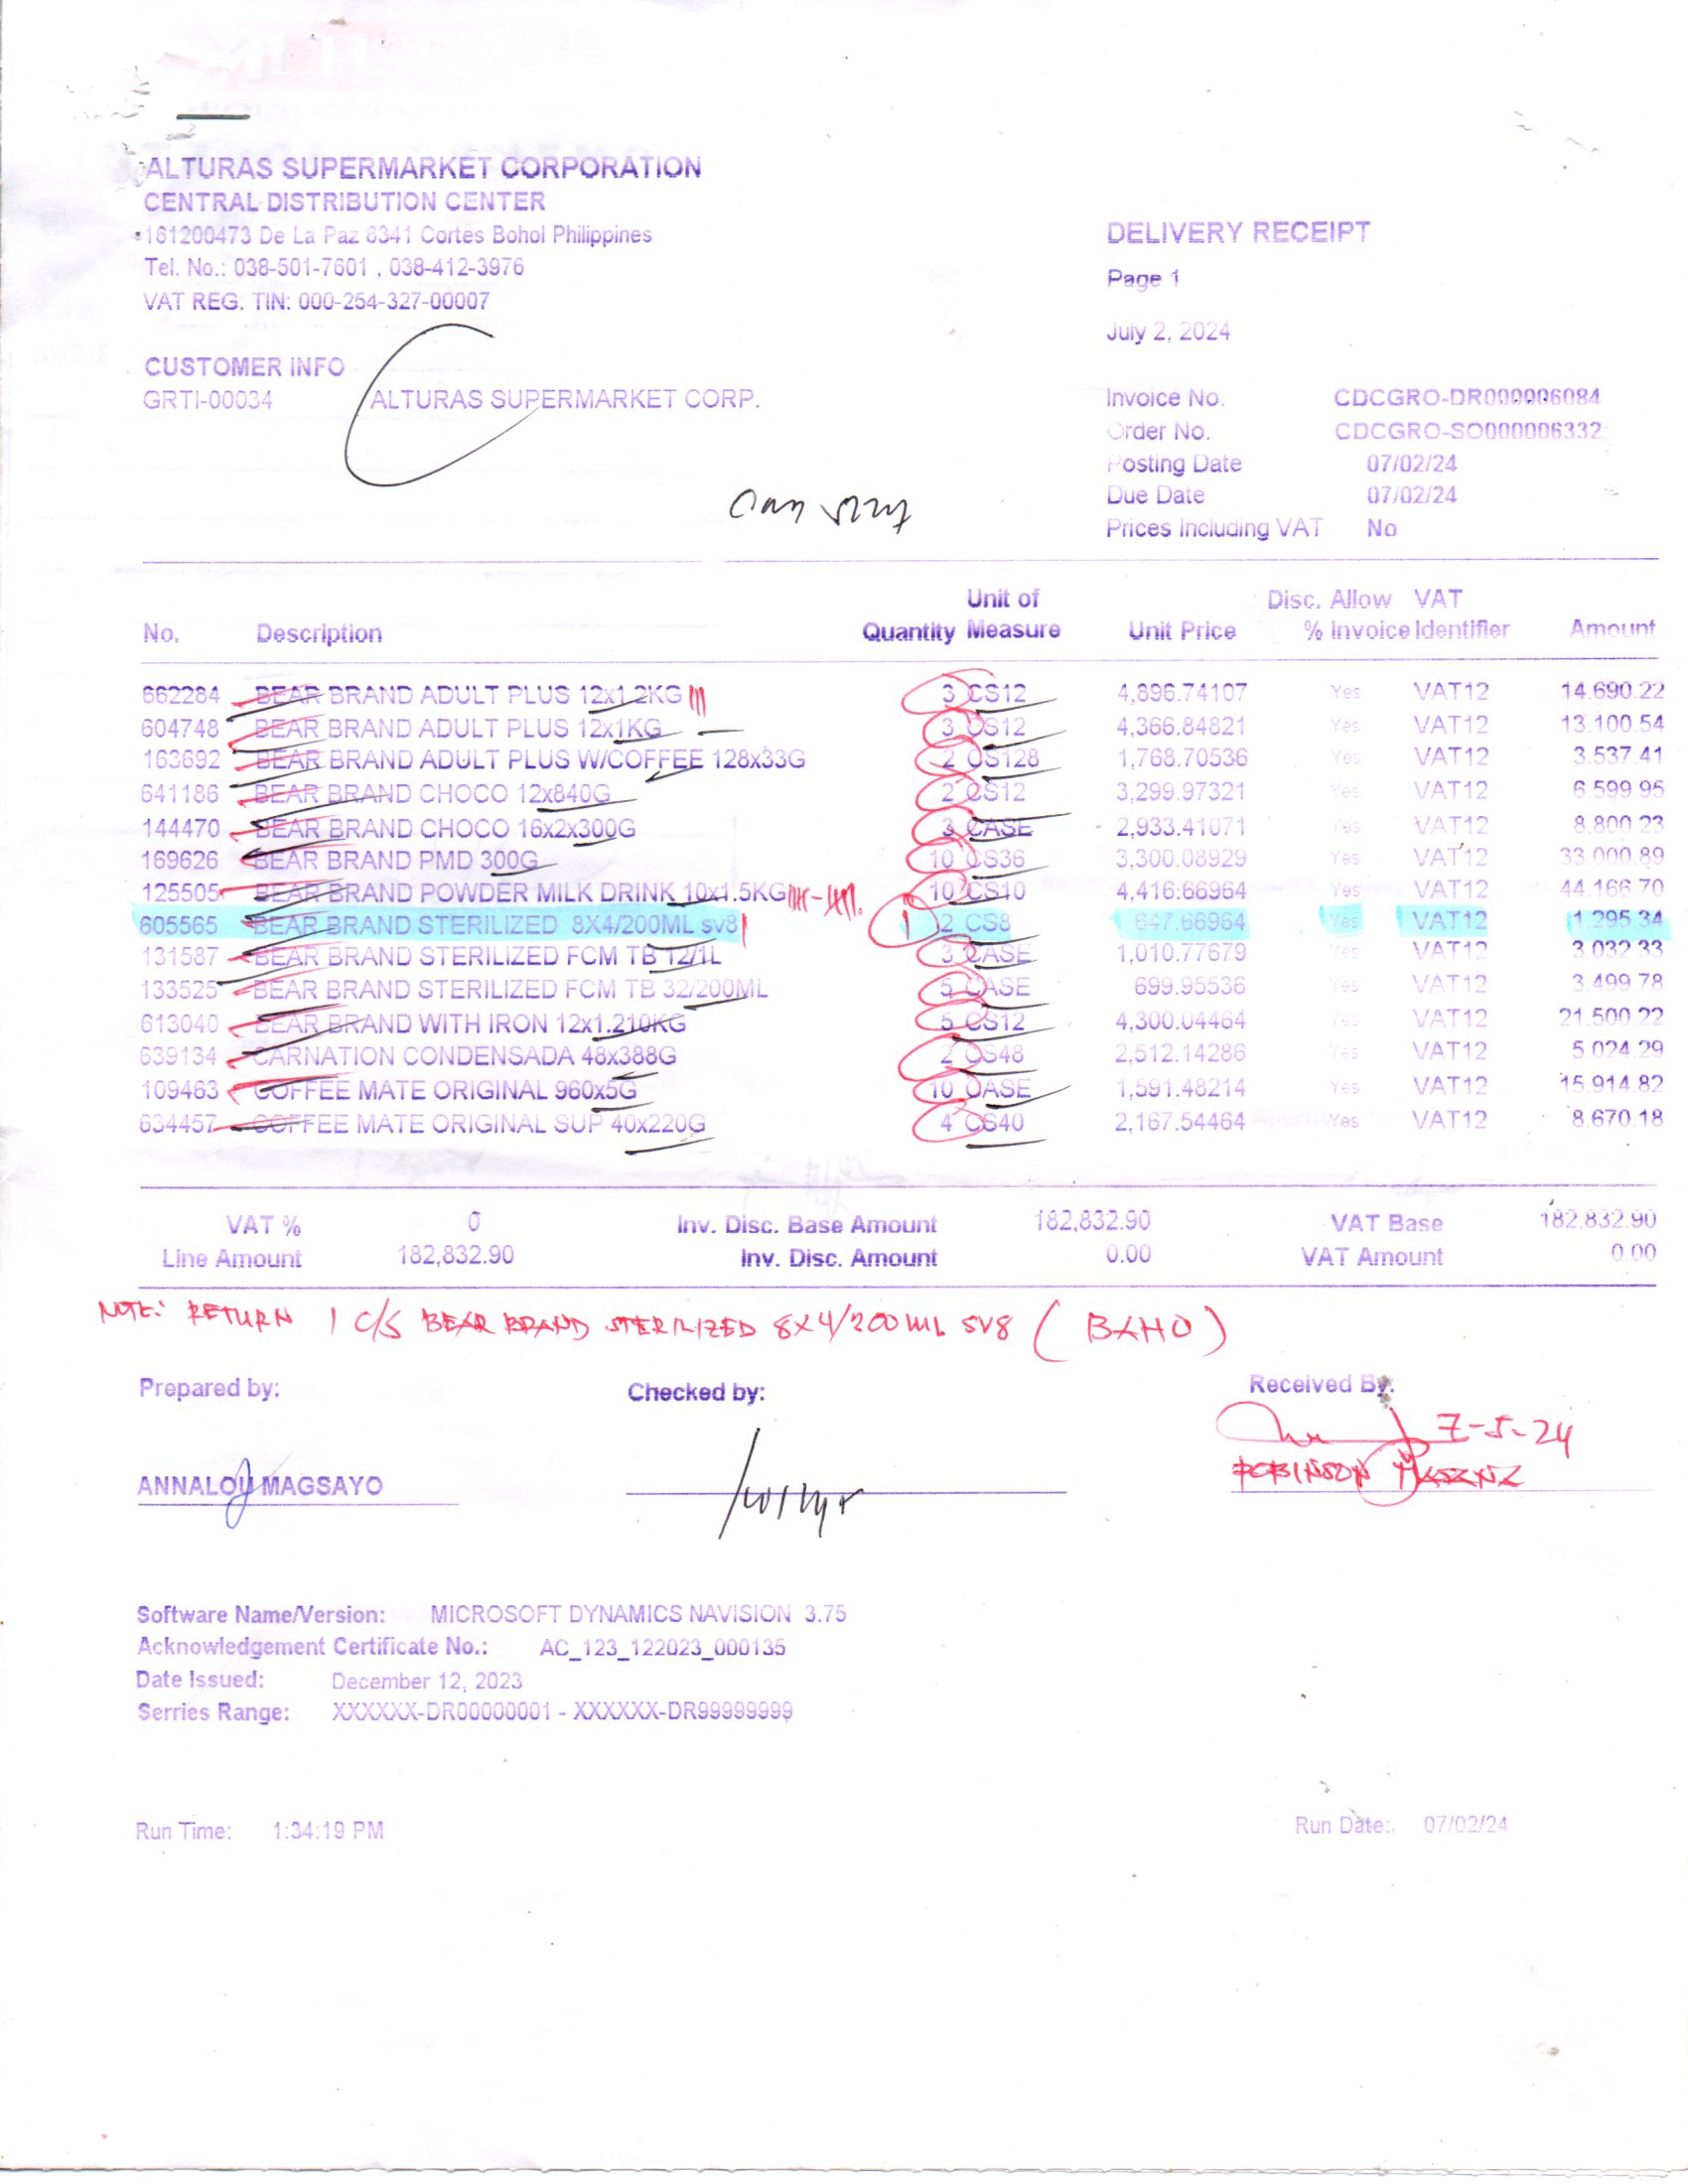 ALTURAS SUPERMARKET CORPORATION
CENTRAL DISTRIBUTION CENTER
161200473 De La Paz 6341 Cortes Bohol Philippines
Tel. No.: 038-501-7601 , 038-412-3976
VAT REG. TIN: 000-254-327-00007
DELIVERY RECEIPT
Page 1
July 2, 2024
CUSTOMER INFO
GRTI-00034 ALTURAS SUPERMARKET CORP.
Invoice No. CDCGRO-DR000006084
Order No. CDCGRO-SO000006332
Posting Date 07/02/24
Due Date 07/02/24
Prices Including VAT No
No. Description Quantity Unit of Measure Unit Price Disc. % Allow Invoice VAT Identifier Amount
662284 BEAR BRAND ADULT PLUS 12x1.2KG 3 CS12 4,896.74107 Yes VAT12 14.690.22
604748 BEAR BRAND ADULT PLUS 12x1KG 3 CS12 4,366.84821 Yes VAT12 13.100.54
163692 BEAR BRAND ADULT PLUS W/COFFEE 128x33G 2 CS128 1,768.70536 Yes VAT12 3.537.41
641186 BEAR BRAND CHOCO 12x840G 2 CS12 3,299.97321 Yes VAT12 6.599.95
144470 BEAR BRAND CHOCO 16x2x300G 3 CASE 2,933.41071 Yes VAT12 8.800.23
169626 BEAR BRAND PMD 300G 10 CS36 3,300.08929 Yes VAT12 33.000.89
125505 BEAR BRAND POWDER MILK DRINK 10x1.5KG 10 CS10 4,416.66964 Yes VAT12 44.166.70
605565 BEAR BRAND STERILIZED 8X4/200ML sv8 1 2 CS8 647.66964 Yes VAT12 1.295.34
131587 BEAR BRAND STERILIZED FCM TB 12/1L 3 CASE 1,010.77679 Yes VAT12 3.032.33
133525 BEAR BRAND STERILIZED FCM TB 32/200ML 5 CASE 699.95536 Yes VAT12 3.499.78
613040 BEAR BRAND WITH IRON 12x1.210KG 5 CS12 4,300.04464 Yes VAT12 21.500.22
639134 CARNATION CONDENSADA 48x388G 2 CS48 2,512.14286 Yes VAT12 5.024.29
109463 COFFEE MATE ORIGINAL 960x5G 10 CASE 1,591.48214 Yes VAT12 15.914.82
634457 COFFEE MATE ORIGINAL SUP 40x220G 4 CS40 2,167.54464 Yes VAT12 8.670.18
VAT % 0 Inv. Disc. Base Amount 182,832.90 VAT Base 182,832.90
Line Amount 182,832.90 Inv. Disc. Amount 0.00 VAT Amount 0.00
NOTE: RETURN 1 C/S BEAR BRAND STERILIZED 8X4/200ML SV8 ( BAHO )
Prepared by: Checked by: Received By:
7-5-24
ANNALOU MAGSAYO ROBINSON
Software Name/Version: MICROSOFT DYNAMICS NAVISION 3.75
Acknowledgement Certificate No.: AC_123_122023_000135
Date Issued: December 12, 2023
Serries Range: XXXXXX-DR00000001 - XXXXXX-DR99999999
Run Time: 1:34:19 PM Run Date:. 07/02/24